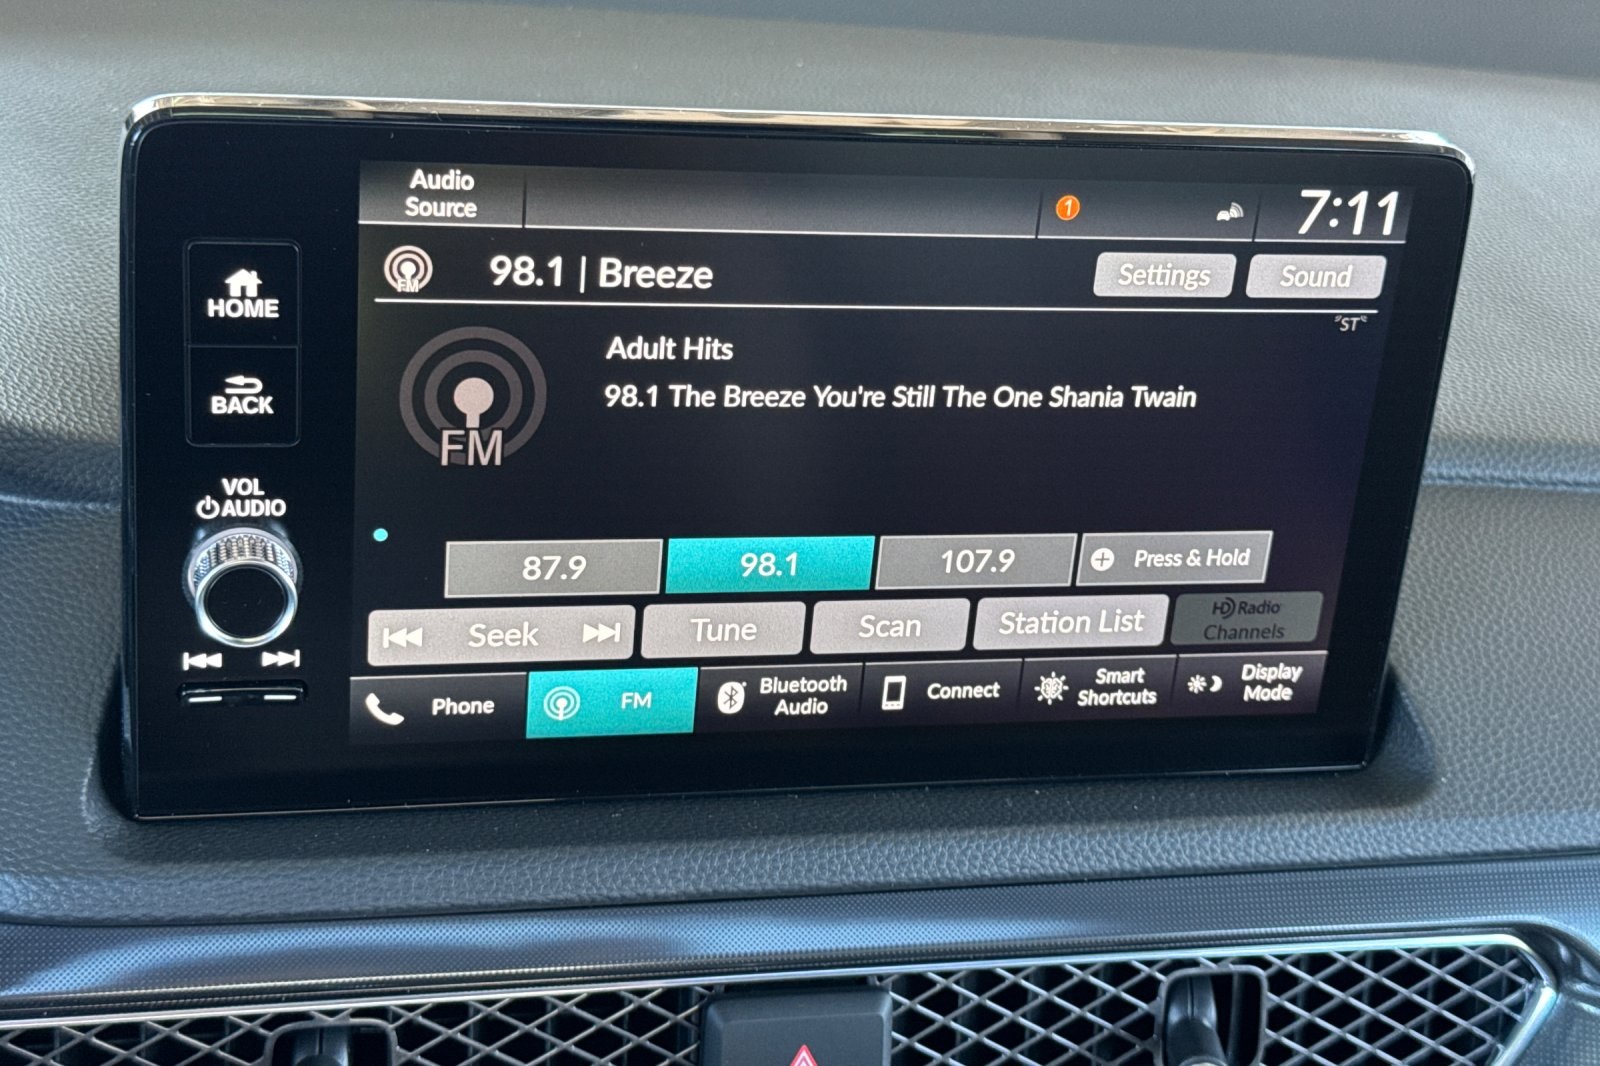 Audio
Source
1
7:11
FM
98.1 | Breeze
Settings
Sound
"ST"
HOME
BACK
VOL
AUDIO
FM
Adult Hits
98.1 The Breeze You're Still The One Shania Twain
87.9
98.1
107.9
Press & Hold
Seek
Tune
Scan
Station List
HD Radio
Channels
Phone
FM
Bluetooth
Audio
Connect
Smart
Shortcuts
Display
Mode